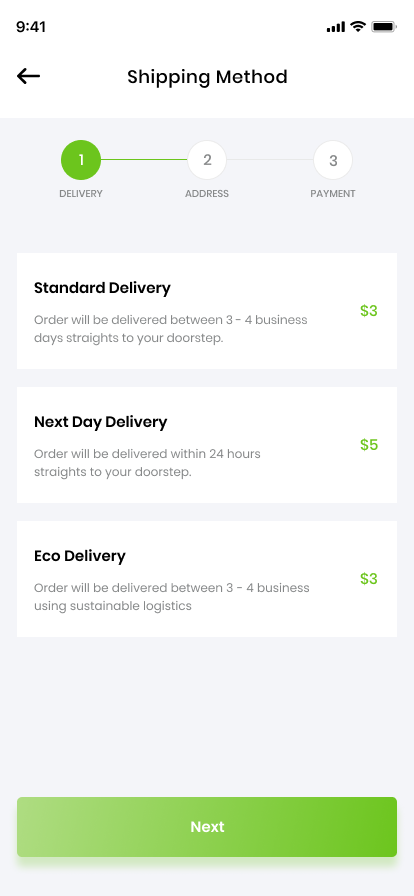 9:41
Shipping Method
1
2
3
DELIVERY
ADDRESS
PAYMENT
Standard Delivery
Order will be delivered between 3 - 4 business
days straights to your doorstep.
$3
Next Day Delivery
Order will be delivered within 24 hours
straights to your doorstep.
$5
Eco Delivery
Order will be delivered between 3 - 4 business
using sustainable logistics
$3
Next